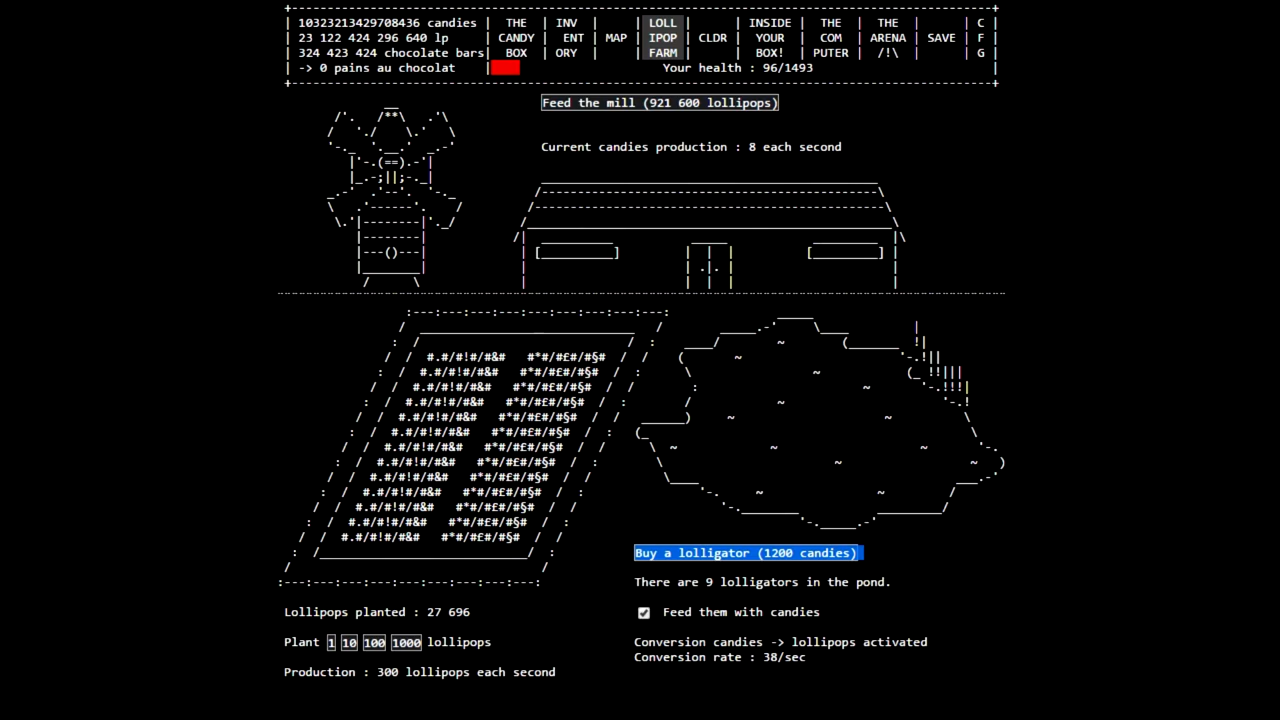 10323213429708436 candies THE INV LOLL INSIDE THE THE C
23 122 424 296 640 lp CANDY ENT MAP IPOP CLDR YOUR COM ARENA SAVE F
324 423 424 chocolate bars BOX ORY FARM BOX! PUTER /!\ G
-> 0 pains au chocolat Your health : 96/1493
Feed the mill (921 600 lollipops)
Current candies production : 8 each second
Buy a lolligator (1200 candies)
There are 9 lolligators in the pond.
Lollipops planted : 27 696
Feed them with candies
Plant 1 10 100 1000 lollipops
Conversion candies -> lollipops activated
Conversion rate : 38/sec
Production : 300 lollipops each second